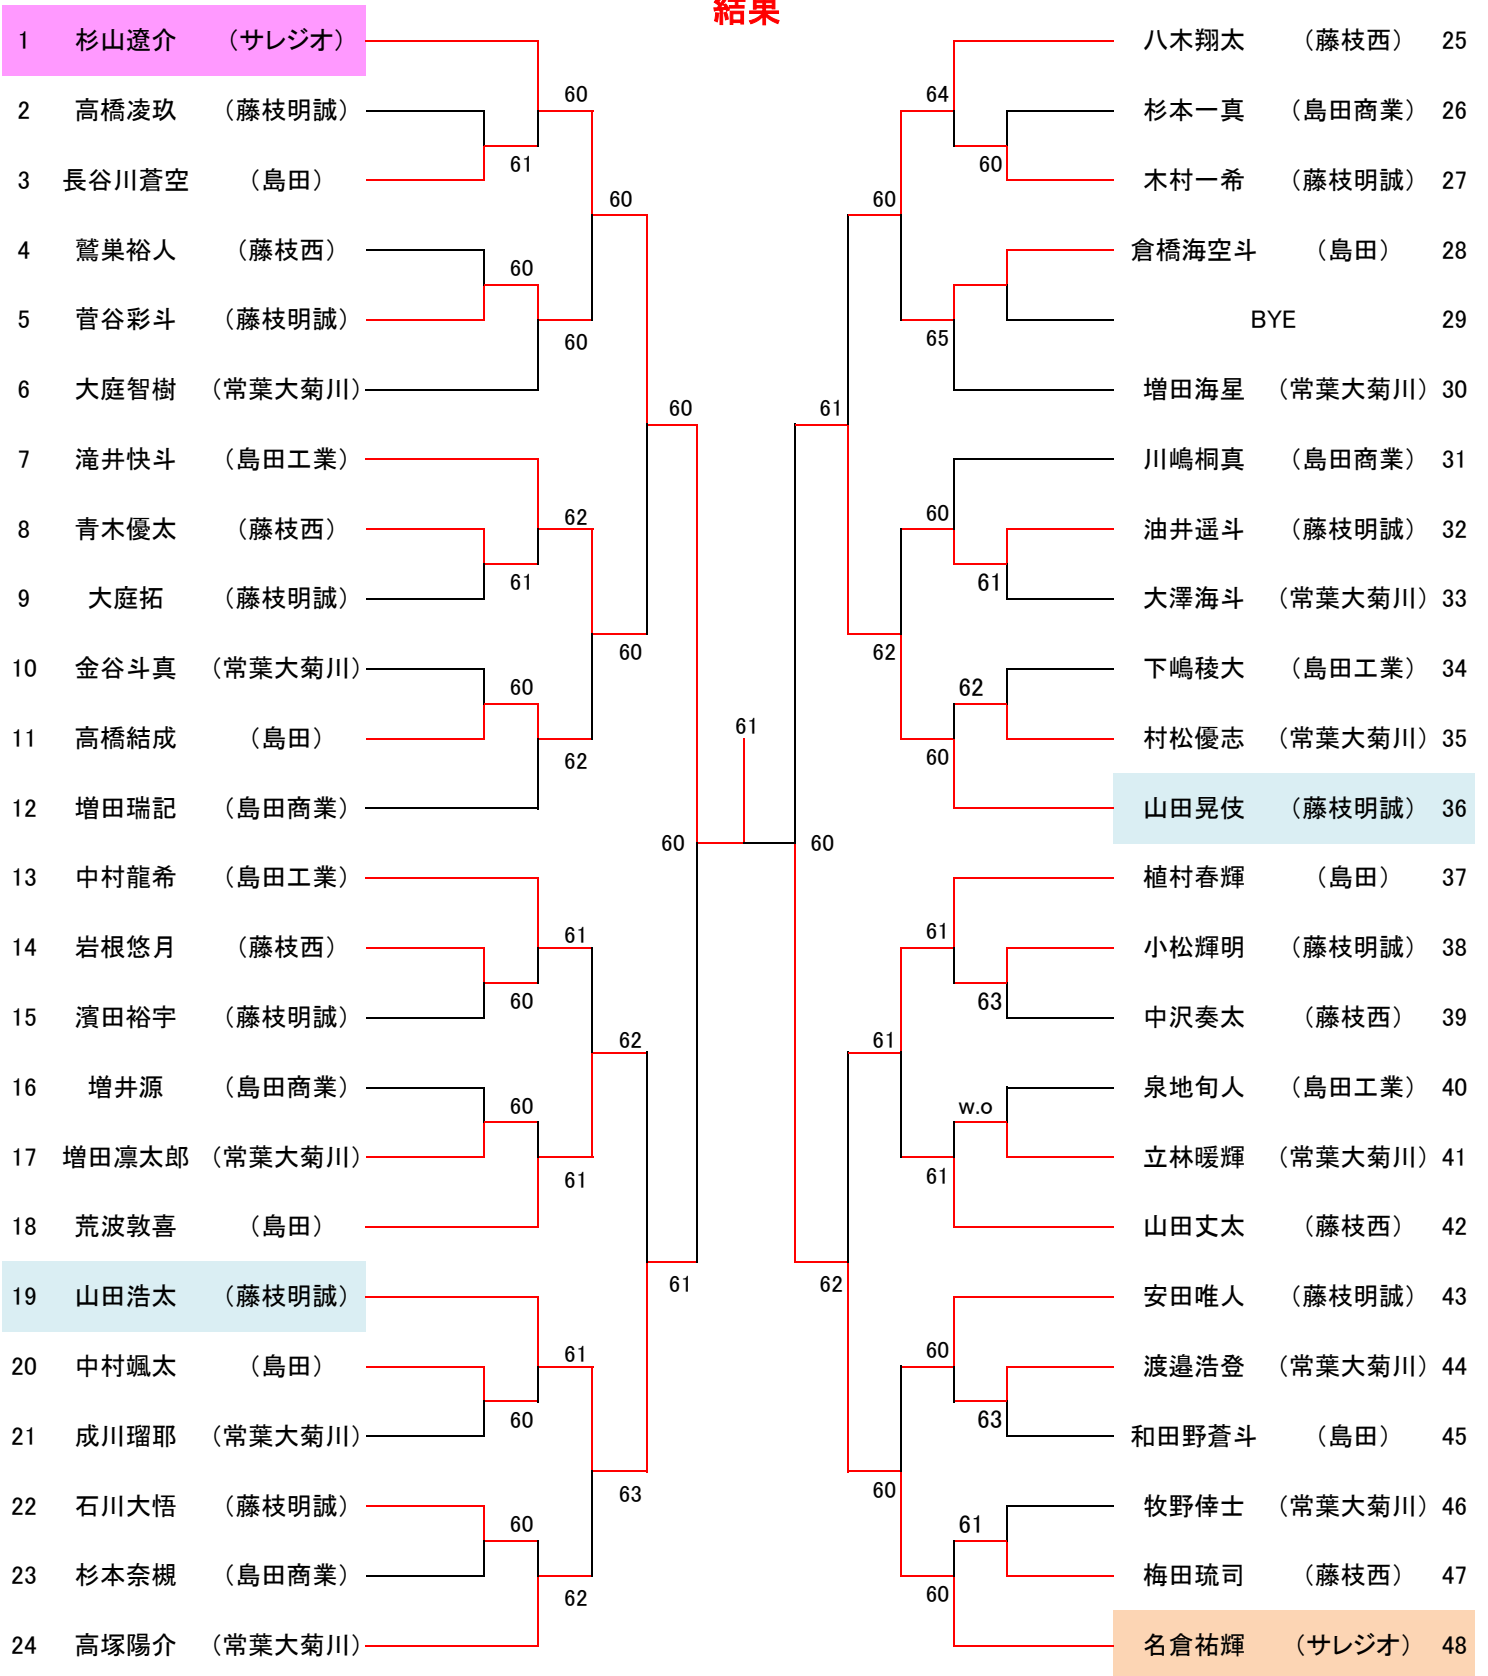 結果
1 杉山遼介 （サレジオ）
2 高橋凌玖 （藤枝明誠）
3 長谷川蒼空 （島田）
4 鷲巣裕人 （藤枝西）
5 菅谷彩斗 （藤枝明誠）
6 大庭智樹 （常葉大菊川）
7 滝井快斗 （島田工業）
8 青木優太 （藤枝西）
9 大庭拓 （藤枝明誠）
10 金谷斗真 （常葉大菊川）
11 高橋結成 （島田）
12 増田瑞記 （島田商業）
13 中村龍希 （島田工業）
14 岩根悠月 （藤枝西）
15 濱田裕宇 （藤枝明誠）
16 増井源 （島田商業）
17 増田凛太郎 （常葉大菊川）
18 荒波敦喜 （島田）
19 山田浩太 （藤枝明誠）
20 中村颯太 （島田）
21 成川瑠耶 （常葉大菊川）
22 石川大悟 （藤枝明誠）
23 杉本奈槻 （島田商業）
24 高塚陽介 （常葉大菊川）
61
60
60
61
60
60
60
62
61
60
62
60
60
61
60
60
61
62
61
60
60
62
63
61
60
61
60
八木翔太 （藤枝西） 25
杉本一真 （島田商業） 26
木村一希 （藤枝明誠） 27
倉橋海空斗 （島田） 28
BYE 29
増田海星 （常葉大菊川） 30
川嶋桐真 （島田商業） 31
油井遥斗 （藤枝明誠） 32
大澤海斗 （常葉大菊川） 33
下嶋稜大 （島田工業） 34
村松優志 （常葉大菊川） 35
山田晃伎 （藤枝明誠） 36
植村春輝 （島田） 37
小松輝明 （藤枝明誠） 38
中沢奏太 （藤枝西） 39
泉地旬人 （島田工業） 40
立林暖輝 （常葉大菊川） 41
山田丈太 （藤枝西） 42
安田唯人 （藤枝明誠） 43
渡邉浩登 （常葉大菊川） 44
和田野蒼斗 （島田） 45
牧野倖士 （常葉大菊川） 46
梅田琉司 （藤枝西） 47
名倉祐輝 （サレジオ） 48
64
60
60
65
61
60
61
62
62
60
61
63
61
w.o
61
62
60
63
60
61
60